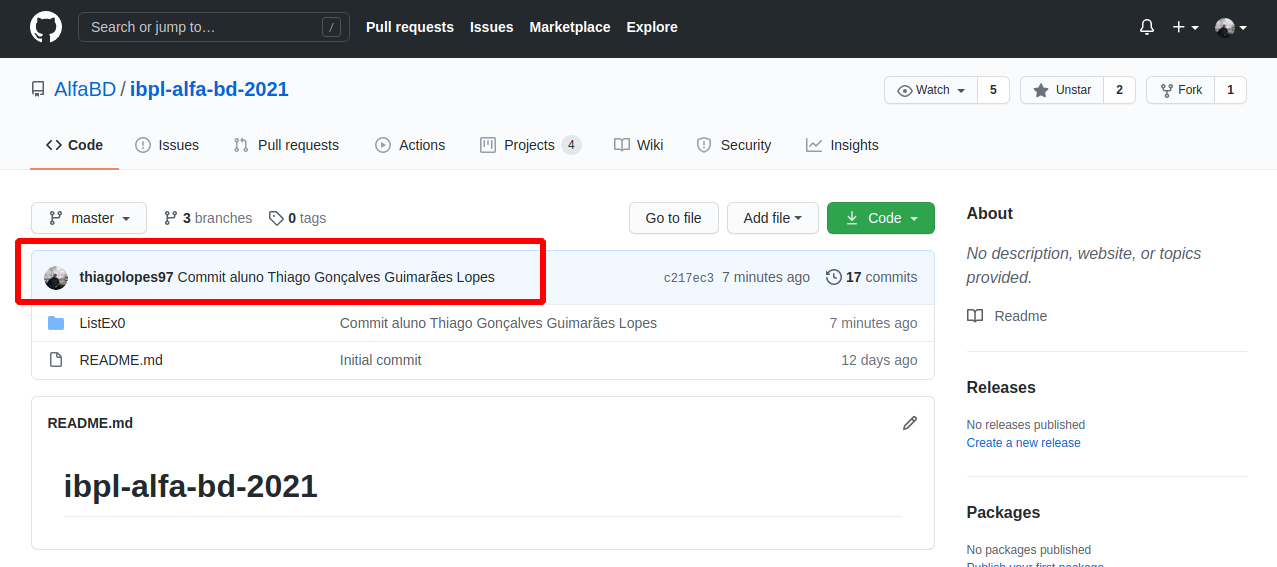 Search or jump to… /
Pull requests Issues Marketplace Explore
AlfaBD / ibpl-alfa-bd-2021
Watch 5 Unstar 2 Fork 1
Code Issues Pull requests Actions Projects 4 Wiki Security Insights
master 3 branches 0 tags Go to file Add file Code
thiagolopes97 Commit aluno Thiago Gonçalves Guimarães Lopes c217ec3 7 minutes ago 17 commits
ListEx0 Commit aluno Thiago Gonçalves Guimarães Lopes 7 minutes ago
README.md Initial commit 12 days ago
README.md
ibpl-alfa-bd-2021
About
No description, website, or topics
provided.
Readme
Releases
No releases published
Create a new release
Packages
No packages published
Publish your first package